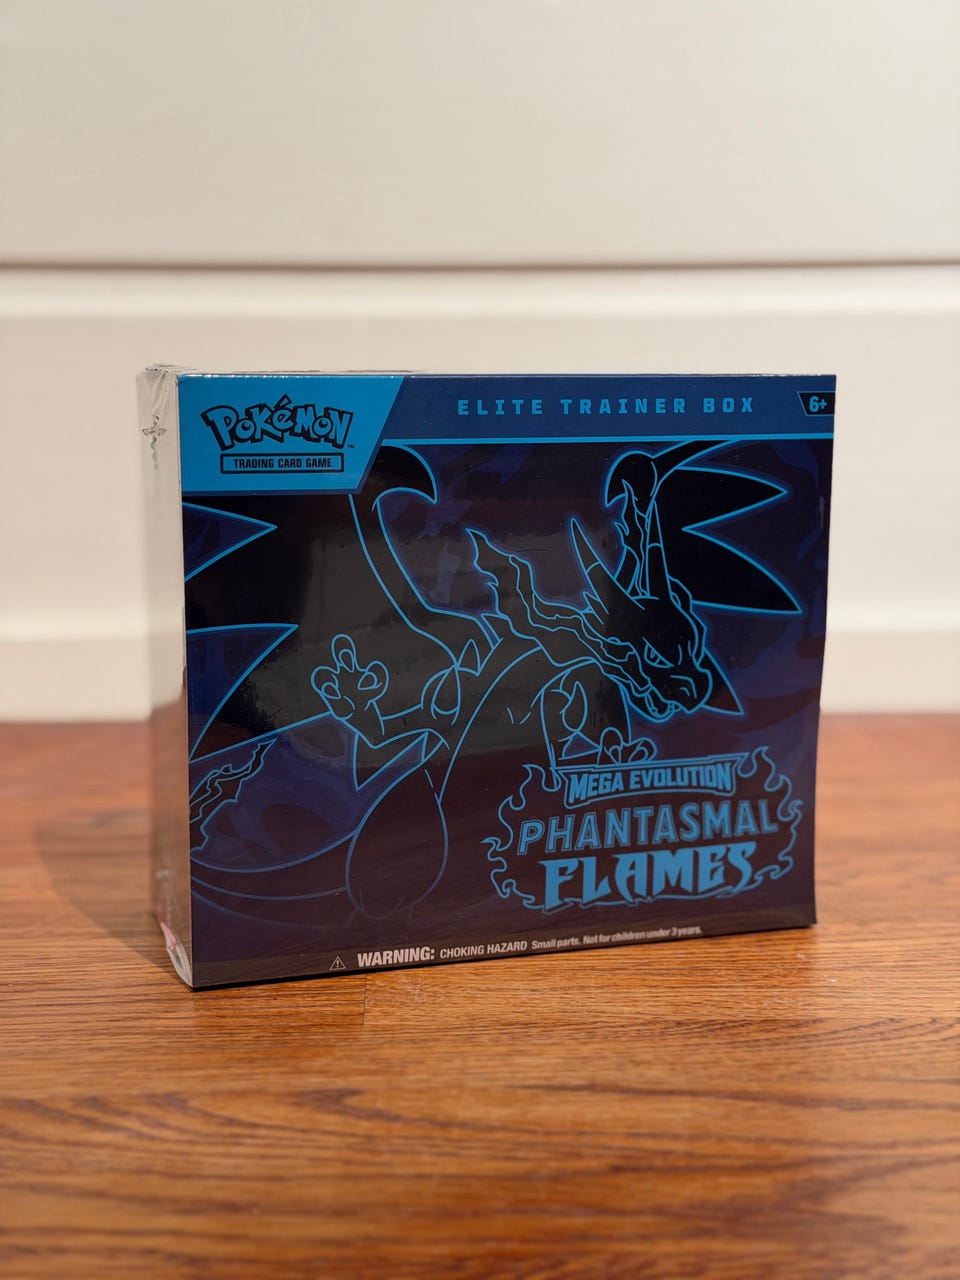 POKéMON
TRADING CARD GAME
ELITE TRAINER BOX
6+
MEGA EVOLUTION
PHANTASMAL
FLAMES
WARNING: CHOKING HAZARD Small parts. Not for children under 3 years.